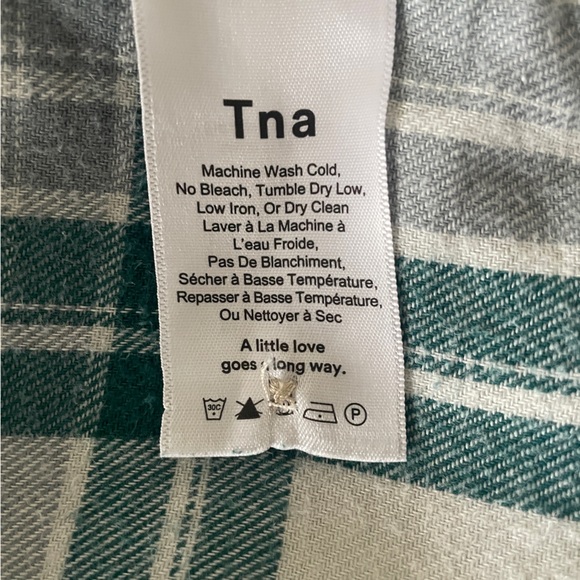 Tna
Machine Wash Cold,
No Bleach, Tumble Dry Low,
Low Iron, Or Dry Clean
Laver à La Machine à
L'eau Froide,
Pas De Blanchiment,
Sécher à Basse Température,
Repasser à Basse Température,
Ou Nettoyer à Sec
A little love
goes long way.
30C P